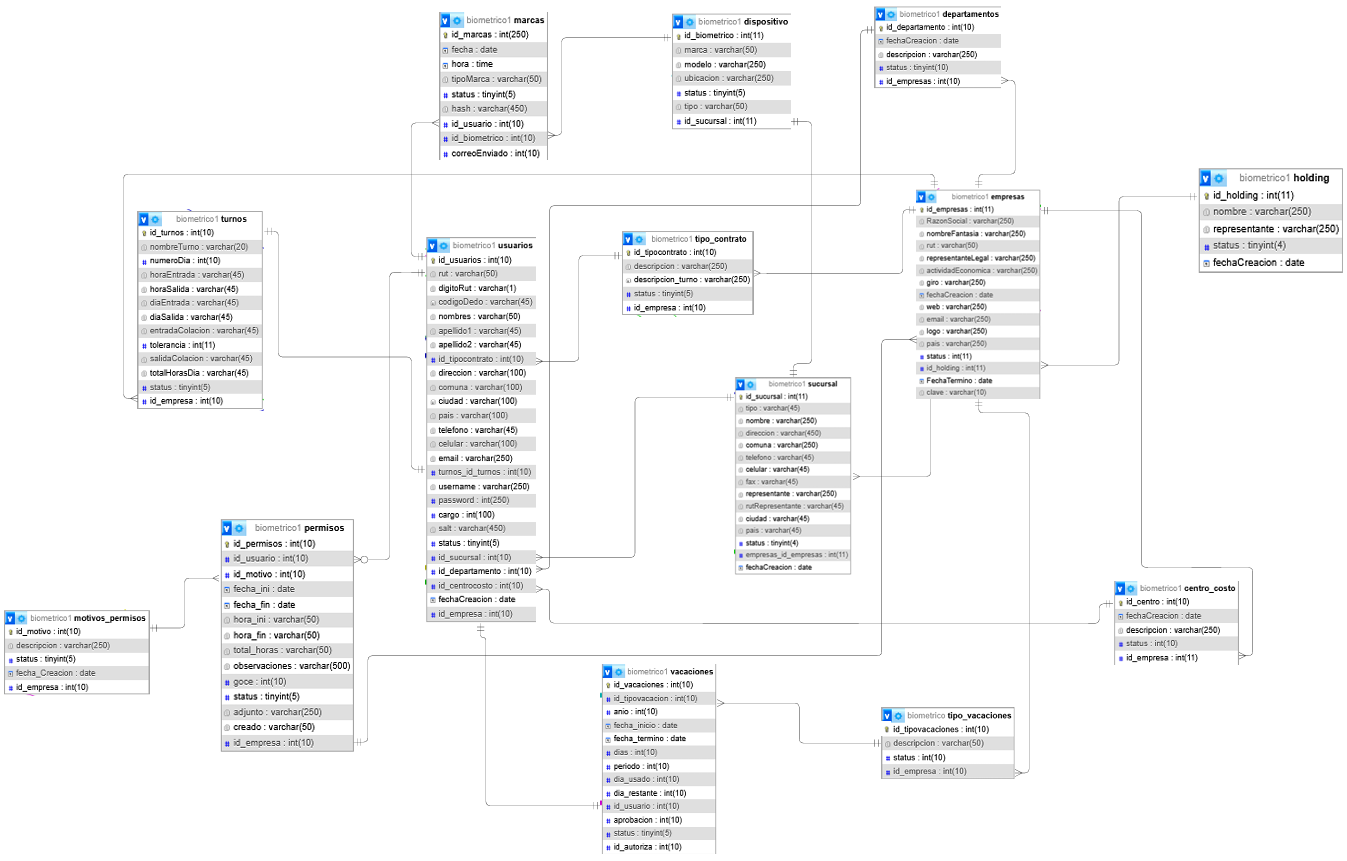 biometrico1 marcas
id_marcas : int(250)
fecha : date
hora : time
tipoMarca : varchar(50)
status : tinyint(5)
hash : varchar(450)
id_usuario : int(10)
id_biometrico : int(10)
correoEnviado : int(10)
biometrico1 dispositivo
id_biometrico : int(11)
marca : varchar(50)
modelo : varchar(250)
ubicacion : varchar(250)
status : tinyint(5)
tipo : varchar(50)
id_sucursal : int(11)
biometrico1 departamentos
id_departamento : int(10)
fechaCreacion : date
descripcion : varchar(250)
status : tinyint(10)
id_empresas : int(10)
biometrico1 holding
id_holding : int(11)
nombre : varchar(250)
representante : varchar(250)
status : tinyint(4)
fechaCreacion : date
biometrico1 empresas
id_empresas : int(11)
RazonSocial : varchar(250)
nombreFantasia : varchar(250)
rut : varchar(50)
representanteLegal : varchar(250)
actividadEconomica : varchar(250)
giro : varchar(250)
fechaCreacion : date
web : varchar(250)
email : varchar(250)
logo : varchar(250)
pais : varchar(250)
status : int(11)
id_holding : int(11)
FechaTermino : date
clave : varchar(10)
biometrico1 turnos
id_turnos : int(10)
nombreTurno : varchar(20)
numeroDia : int(10)
horaEntrada : varchar(45)
horaSalida : varchar(45)
diaEntrada : varchar(45)
diaSalida : varchar(45)
entradaColacion : varchar(45)
tolerancia : int(11)
salidaColacion : varchar(45)
totalHorasDia : varchar(45)
status : tinyint(5)
id_empresa : int(10)
biometrico1 usuarios
id_usuarios : int(10)
rut : varchar(50)
digitoRut : varchar(1)
codigoDedo : varchar(45)
nombres : varchar(50)
apellido1 : varchar(45)
apellido2 : varchar(45)
id_tipocontrato : int(10)
direccion : varchar(100)
comuna : varchar(100)
ciudad : varchar(100)
pais : varchar(100)
telefono : varchar(45)
celular : varchar(100)
email : varchar(250)
turnos_id_turnos : int(10)
username : varchar(250)
password : int(250)
cargo : int(100)
salt : varchar(450)
status : tinyint(5)
id_sucursal : int(10)
id_departamento : int(10)
id_centrocosto : int(10)
fechaCreacion : date
id_empresa : int(10)
biometrico1 tipo_contrato
id_tipocontrato : int(10)
descripcion : varchar(250)
descripcion_turno : varchar(250)
status : tinyint(5)
id_empresa : int(10)
biometrico1 sucursal
id_sucursal : int(11)
tipo : varchar(45)
nombre : varchar(250)
direccion : varchar(450)
comuna : varchar(250)
telefono : varchar(45)
celular : varchar(45)
fax : varchar(45)
representante : varchar(250)
rutRepresentante : varchar(45)
ciudad : varchar(45)
pais : varchar(45)
status : tinyint(4)
empresas_id_empresas : int(11)
fechaCreacion : date
biometrico1 permisos
id_permisos : int(10)
id_usuario : int(10)
id_motivo : int(10)
fecha_ini : date
fecha_fin : date
hora_ini : varchar(50)
hora_fin : varchar(50)
total_horas : varchar(50)
observaciones : varchar(500)
goce : int(10)
status : tinyint(5)
adjunto : varchar(250)
creado : varchar(50)
id_empresa : int(10)
biometrico1 motivos_permisos
id_motivo : int(10)
descripcion : varchar(250)
status : tinyint(5)
fecha_Creacion : date
id_empresa : int(10)
biometrico1 centro_costo
id_centro : int(10)
fechaCreacion : date
descripcion : varchar(250)
status : int(10)
id_empresa : int(11)
biometrico1 vacaciones
id_vacaciones : int(10)
id_tipovacacion : int(10)
anio : int(10)
fecha_inicio : date
fecha_termino : date
dias : int(10)
periodo : int(10)
dia_usado : int(10)
dia_restante : int(10)
id_usuario : int(10)
aprobacion : int(10)
status : tinyint(5)
id_autoriza : int(10)
biometrico tipo_vacaciones
id_tipovacaciones : int(10)
descripcion : varchar(50)
status : int(10)
id_empresa : int(10)